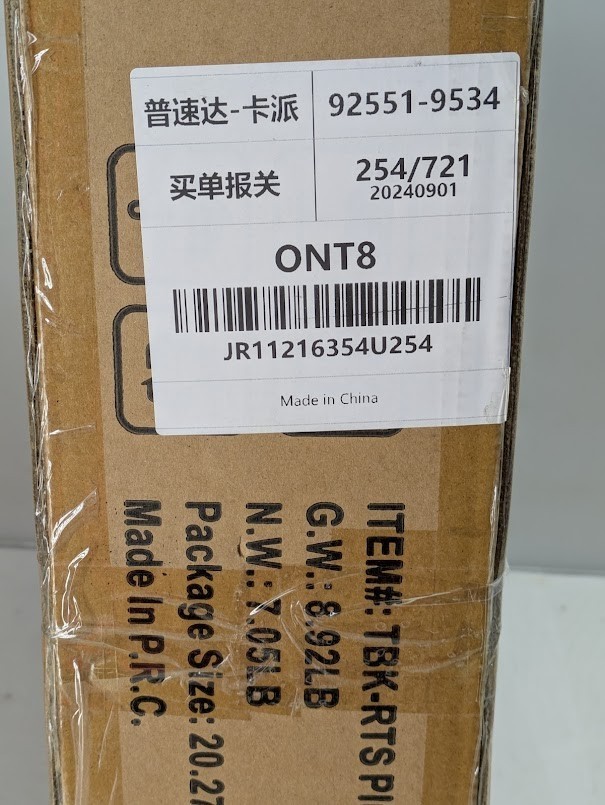 普速达-卡派
92551-9534
买单报关
254/721
20240901
ONT8
JR11216354U254
Made in China
ITEM#: TBK-RTS
G.W.: 8.92LB
N.W.: 7.05LB
Package Size: 20.27
Made In P.R.C.